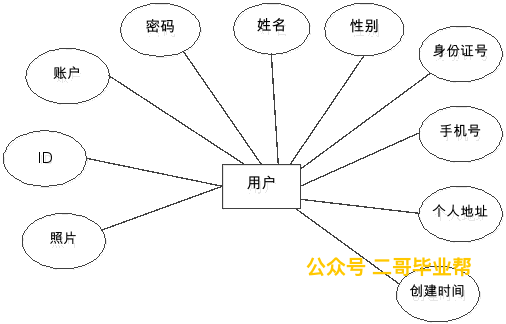 密码
姓名
性别
身份证号
账户
手机号
ID
用户
个人地址
照片
公众号 二哥毕业帮
创建时间